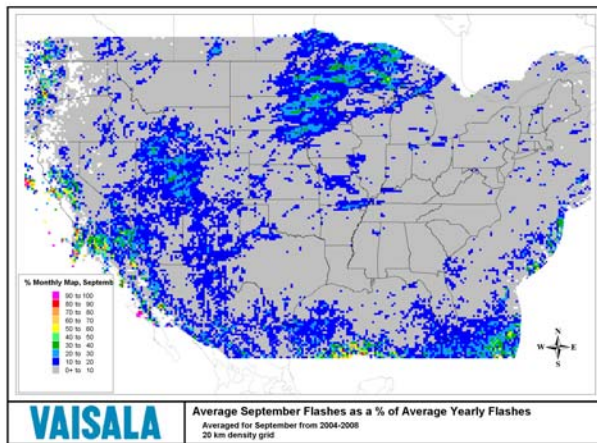 % Monthly Map, Septemb
90 to 100
80 to 90
70 to 80
60 to 70
50 to 60
40 to 50
30 to 40
20 to 30
10 to 20
0+ to 10
N
W E
S
VAISALA
Average September Flashes as a % of Average Yearly Flashes
Averaged for September from 2004-2008
20 km density grid